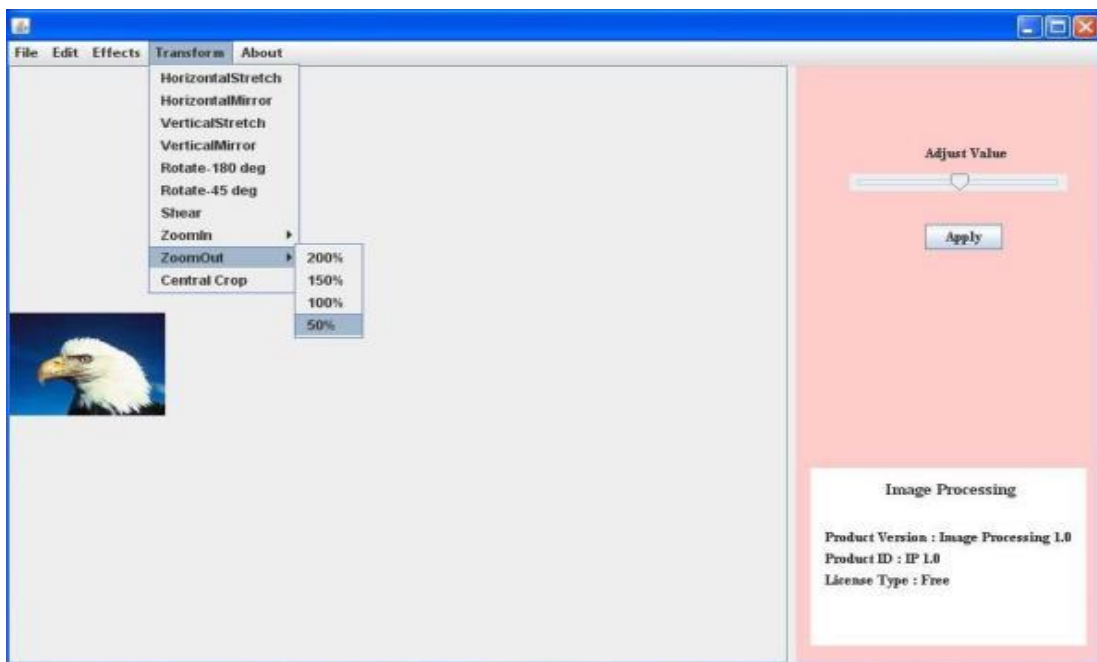 File Edit Effects Transform About
HorizontalStretch
HorizontalMirror
VerticalStretch
VerticalMirror
Rotate-180 deg
Rotate-45 deg
Shear
ZoomIn
ZoomOut
Central Crop
200%
150%
100%
50%
Adjust Value
Apply
Image Processing
Product Version : Image Processing 1.0
Product ID : IP 1.0
License Type : Free